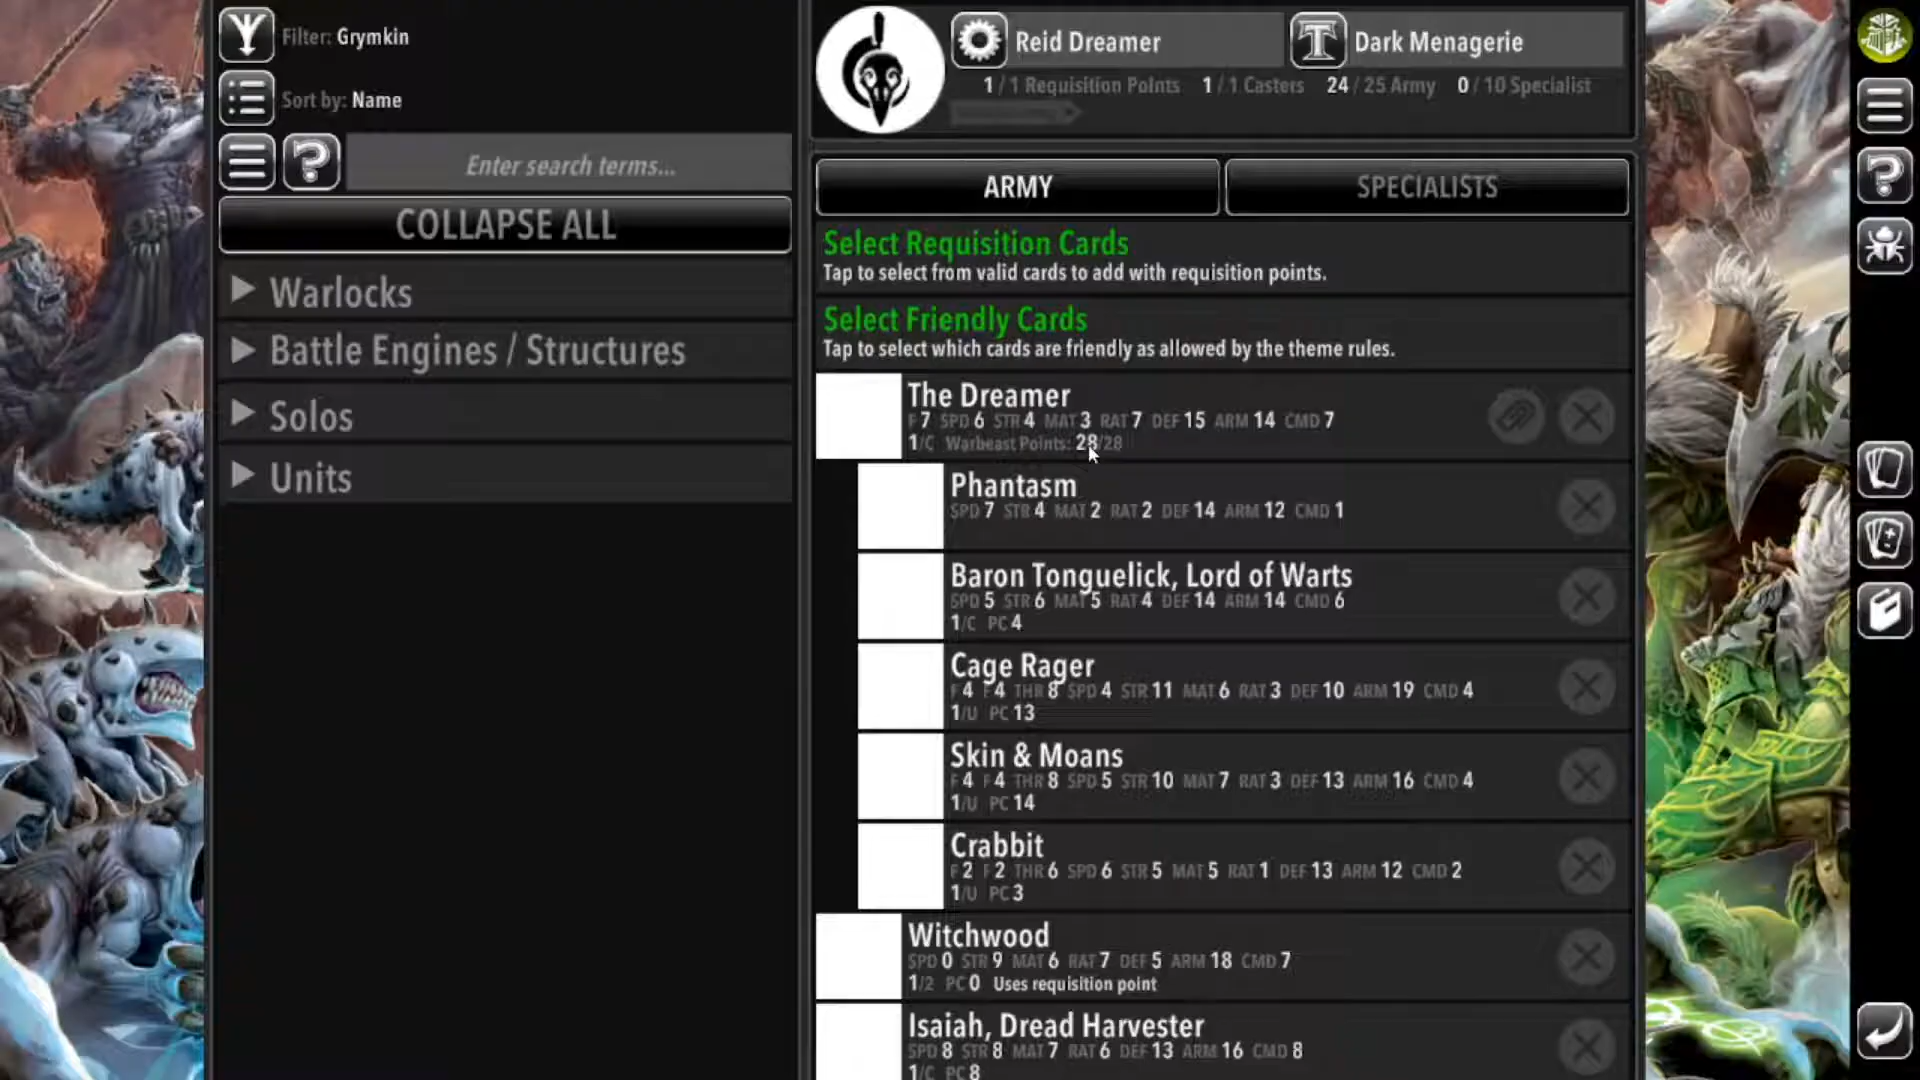 Filter: Grymkin
Sort by: Name
Enter search terms...
COLLAPSE ALL
Warlocks
Battle Engines / Structures
Solos
Units
Reid Dreamer
Dark Menagerie
1 / 1 Requisition Points 1 / 1 Casters 24 / 25 Army 0 / 10 Specialist
ARMY
SPECIALISTS
Select Requisition Cards
Tap to select from valid cards to add with requisition points.
Select Friendly Cards
Tap to select which cards are friendly as allowed by the theme rules.
The Dreamer
F 7 SPD 6 STR 4 MAT 3 RAT 7 DEF 15 ARM 14 CMD 7
1/C Warbeast Points: 28/28
Phantasm
SPD 7 STR 4 MAT 2 RAT 2 DEF 14 ARM 12 CMD 1
Baron Tonguelick, Lord of Warts
SPD 5 STR 6 MAT 5 RAT 4 DEF 14 ARM 14 CMD 6
1/C PC 4
Cage Rager
F 4 F 4 THR 8 SPD 4 STR 11 MAT 6 RAT 3 DEF 10 ARM 19 CMD 4
1/U PC 13
Skin & Moans
F 4 F 4 THR 8 SPD 5 STR 10 MAT 7 RAT 3 DEF 13 ARM 16 CMD 4
1/U PC 14
Crabbit
F 2 F 2 THR 6 SPD 6 STR 5 MAT 5 RAT 1 DEF 13 ARM 12 CMD 2
1/U PC 3
Witchwood
SPD 0 STR 9 MAT 6 RAT 7 DEF 5 ARM 18 CMD 7
1/2 PC 0 Uses requisition point
Isaiah, Dread Harvester
SPD 8 STR 8 MAT 7 RAT 6 DEF 13 ARM 16 CMD 8
1/C PC 8